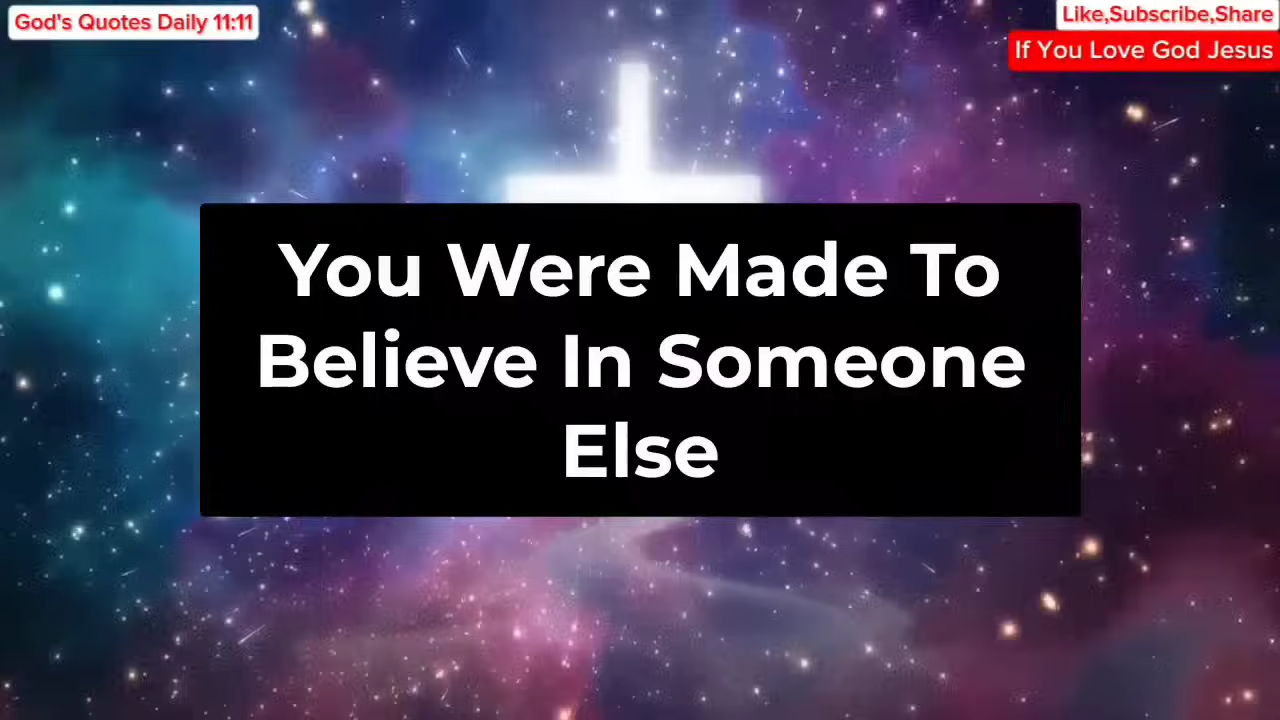 God's Quotes Daily 11:11
Like,Subscribe,Share
If You Love God Jesus
You Were Made To
Believe In Someone
Else